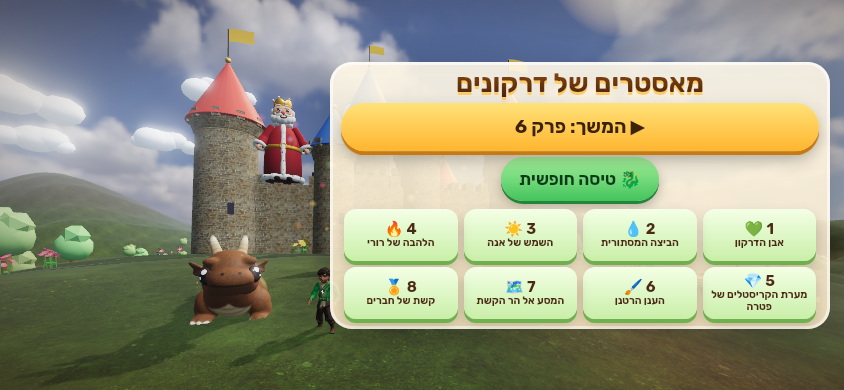 מאסטרים של דרקונים
▶ המשך: פרק 6
🐉 טיסה חופשית
1 💚
אבן הדרקון
2 💧
הביצה המסתורית
3 ☀️
השמש של אנה
4 🔥
הלהבה של רורי
5 💎
מערת הקריסטלים של
פטרה
6 🖌️
הענן הרטנן
7 🗺️
המסע אל הר הקשת
8 🏅
קשת של חברים